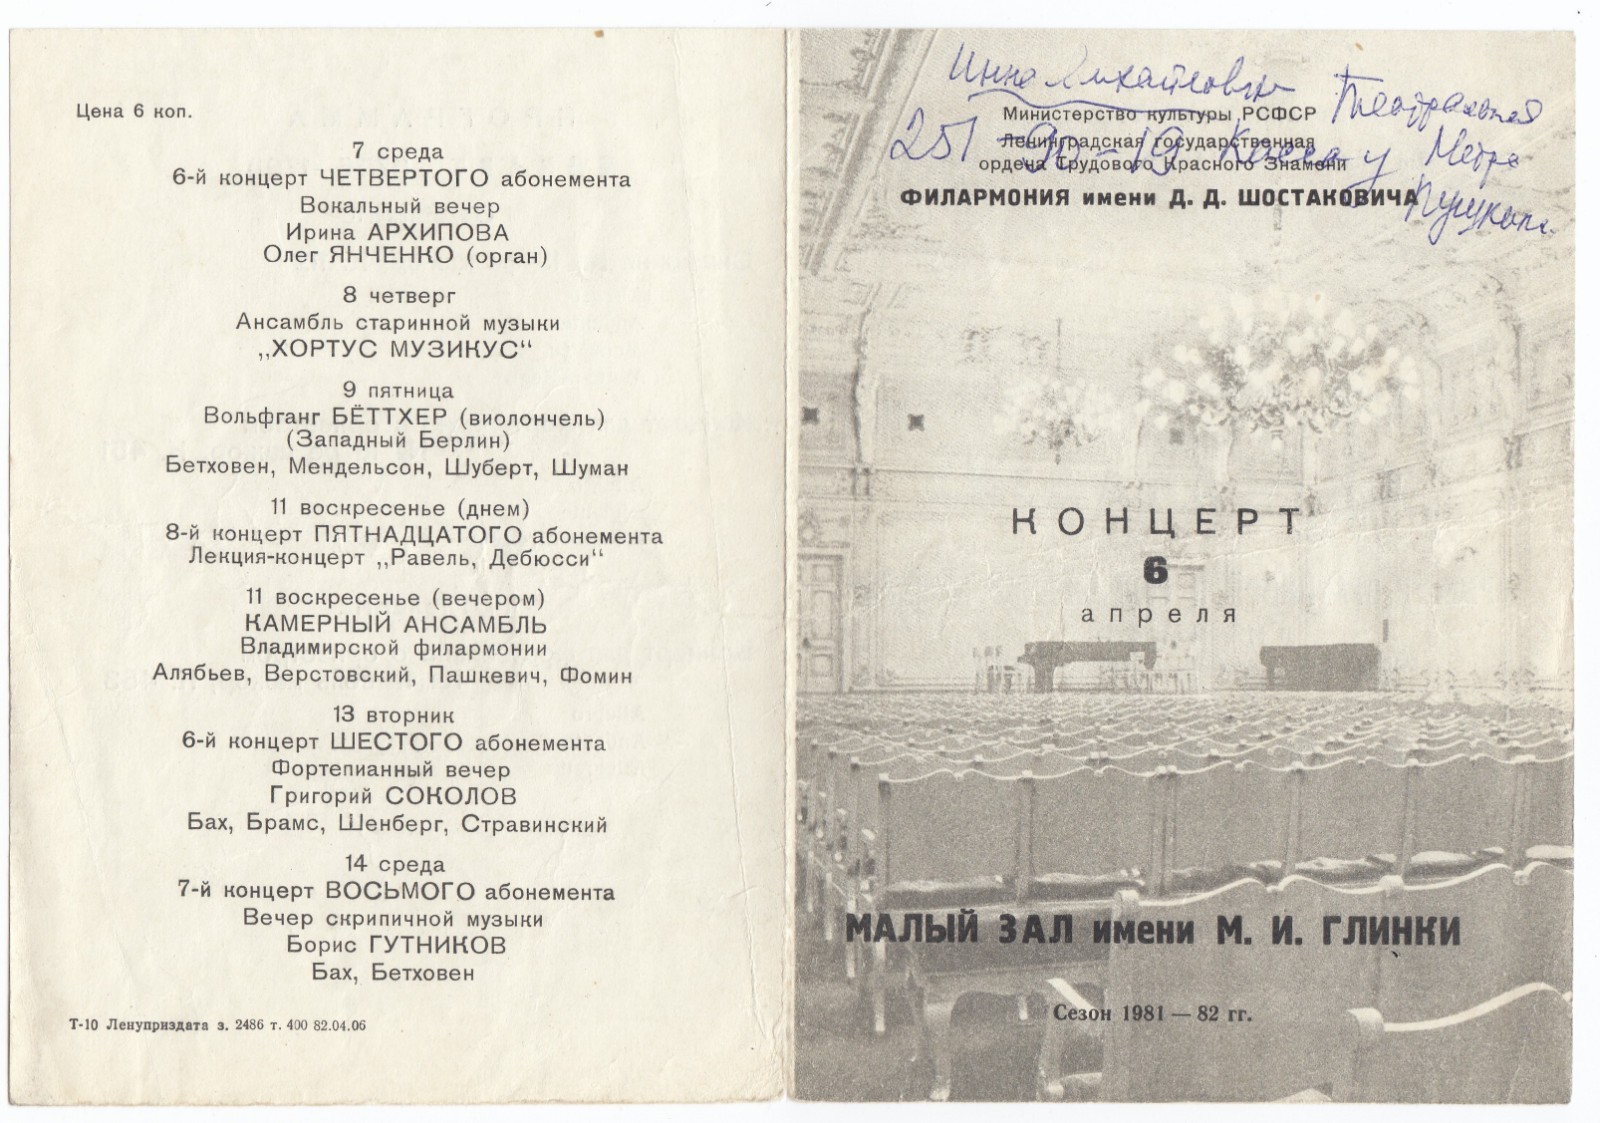 Цена 6 коп.
7 среда
6-й концерт ЧЕТВЕРТОГО абонемента
Вокальный вечер
Ирина АРХИПОВА
Олег ЯНЧЕНКО (орган)
8 четверг
Ансамбль старинной музыки
„ХОРТУС МУЗИКУС“
9 пятница
Вольфганг БЁТТХЕР (виолончель)
(Западный Берлин)
Бетховен, Мендельсон, Шуберт, Шуман
11 воскресенье (днем)
8-й концерт ПЯТНАДЦАТОГО абонемента
Лекция-концерт „Равель, Дебюсси“
11 воскресенье (вечером)
КАМЕРНЫЙ АНСАМБЛЬ
Владимирской филармонии
Алябьев, Верстовский, Пашкевич, Фомин
13 вторник
6-й концерт ШЕСТОГО абонемента
Фортепианный вечер
Григорий СОКОЛОВ
Бах, Брамс, Шенберг, Стравинский
14 среда
7-й концерт ВОСЬМОГО абонемента
Вечер скрипичной музыки
Борис ГУТНИКОВ
Бах, Бетховен
Т-10 Ленуприздата з. 2486 т. 400 82.04.06
Инна Михайловна
Театральная
251-90-19 Касса у Метро
Министерство культуры РСФСР
Ленинградская государственная
ордена Трудового Красного Знамени
ФИЛАРМОНИЯ имени Д. Д. ШОСТАКОВИЧА
КОНЦЕРТ
6
апреля
МАЛЫЙ ЗАЛ имени М. И. ГЛИНКИ
Сезон 1981 — 82 гг.